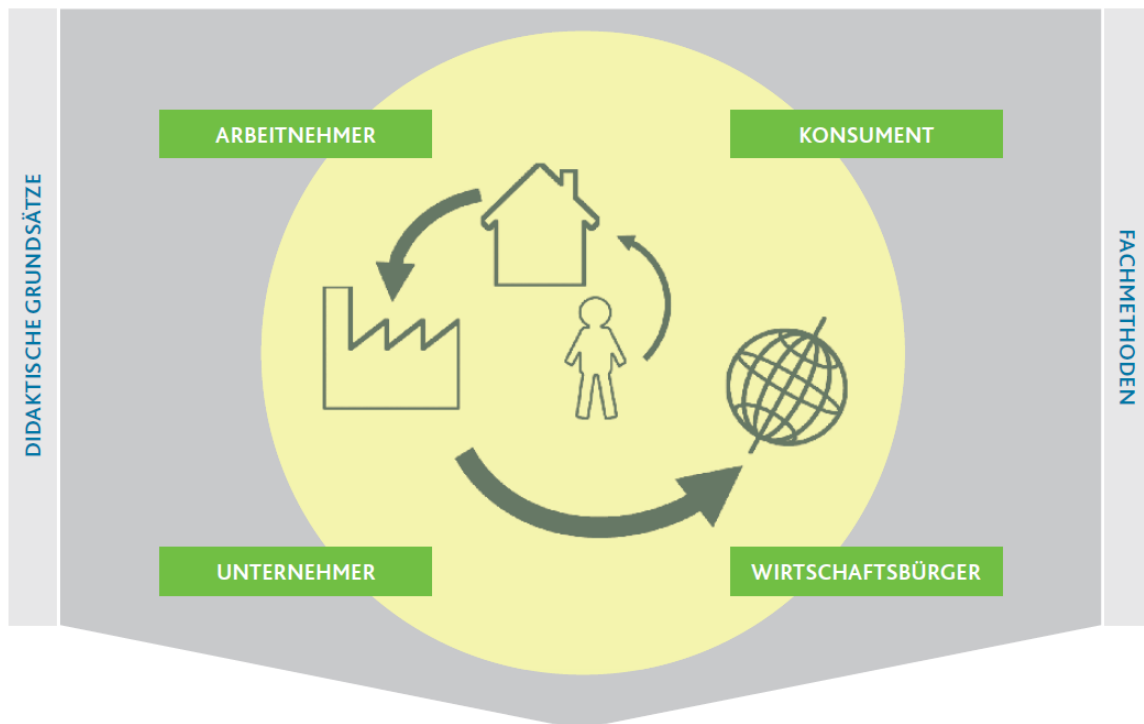 DIDAKTISCHE GRUNDSÄTZE
ARBEITNEHMER
KONSUMENT
UNTERNEHMER
WIRTSCHAFTSBÜRGER
FACHMETHODEN